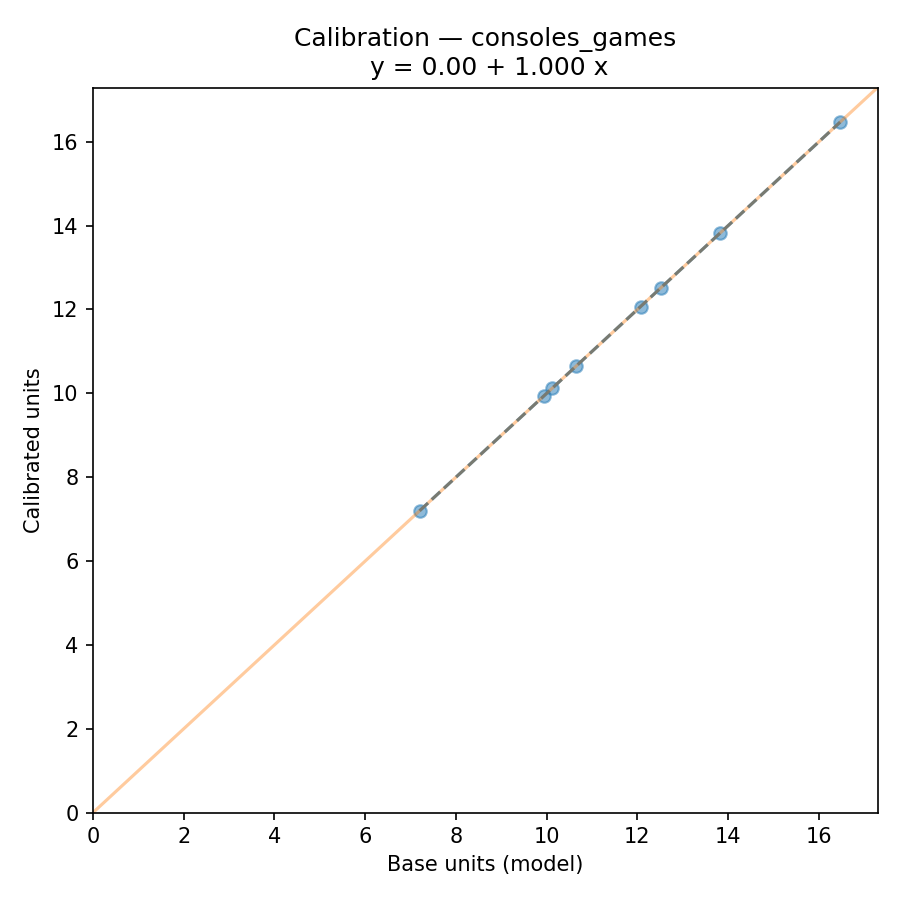 Calibration — consoles_games
y = 0.00 + 1.000 x
16
14
12
10
8
6
4
2
0
Calibrated units
0 2 4 6 8 10 12 14 16
Base units (model)